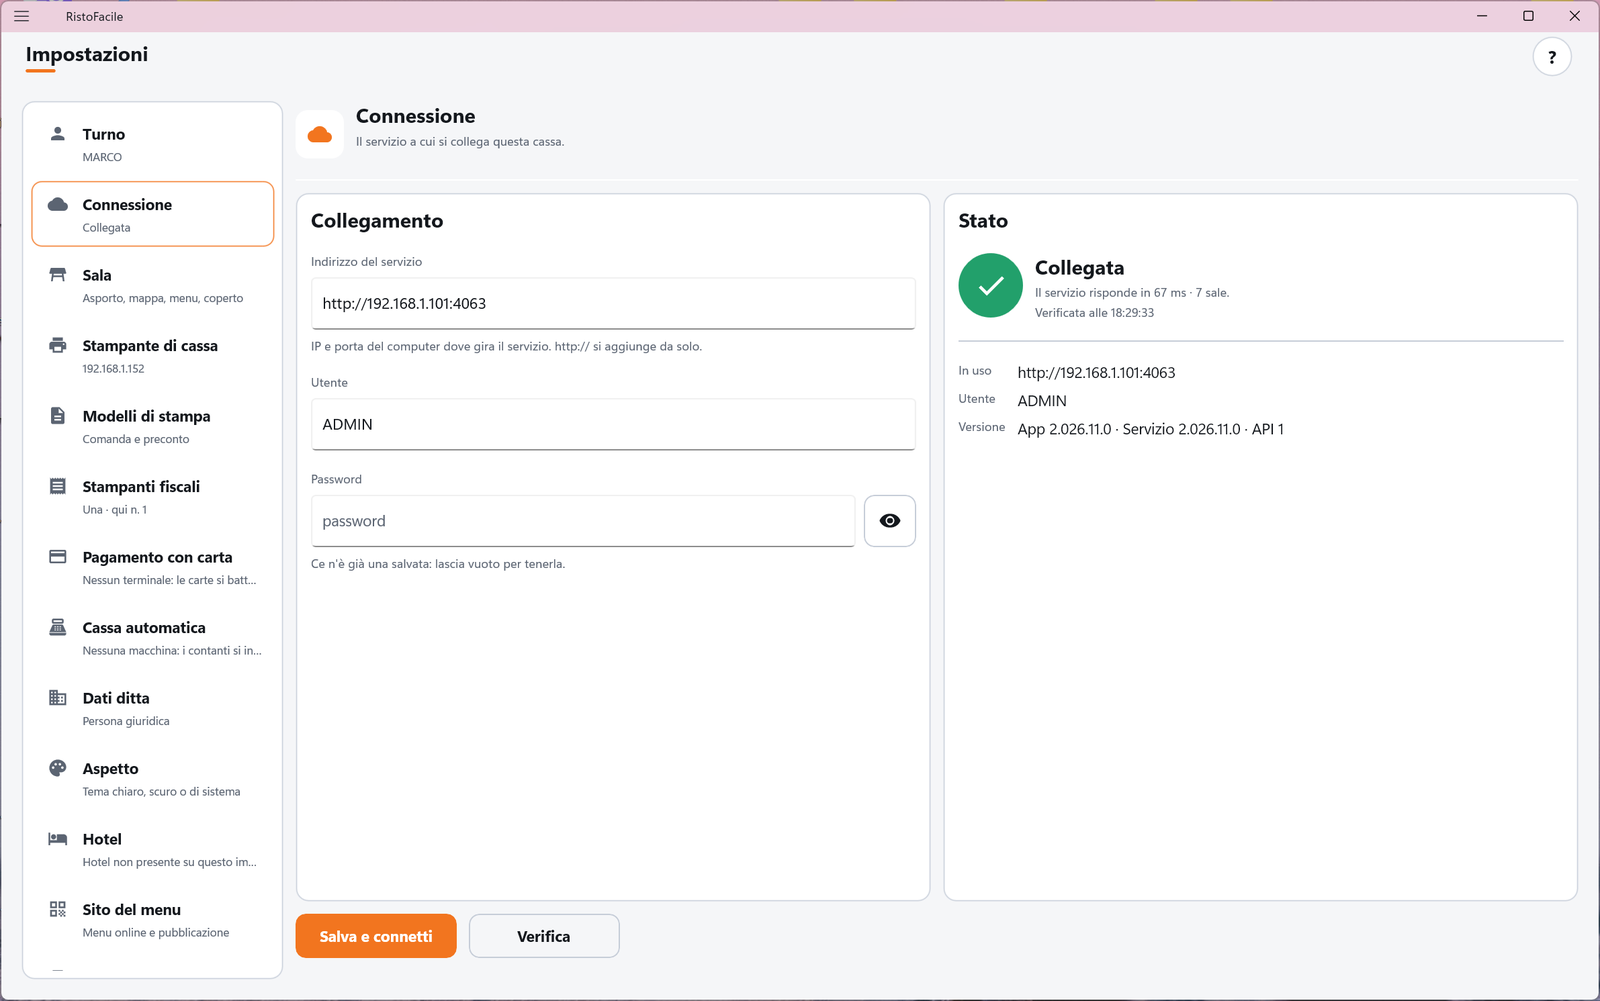 RistoFacile
Impostazioni
?
Turno
MARCO
Connessione
Collegata
Sala
Asporto, mappa, menu, coperto
Stampante di cassa
192.168.1.152
Modelli di stampa
Comanda e preconto
Stampanti fiscali
Una · qui n. 1
Pagamento con carta
Nessun terminale: le carte si batt...
Cassa automatica
Nessuna macchina: i contanti si in...
Dati ditta
Persona giuridica
Aspetto
Tema chiaro, scuro o di sistema
Hotel
Hotel non presente su questo im...
Sito del menu
Menu online e pubblicazione
Connessione
Il servizio a cui si collega questa cassa.
Collegamento
Indirizzo del servizio
http://192.168.1.101:4063
IP e porta del computer dove gira il servizio. http:// si aggiunge da solo.
Utente
ADMIN
Password
password
Ce n'è già una salvata: lascia vuoto per tenerla.
Salva e connetti
Verifica
Stato
Collegata
Il servizio risponde in 67 ms · 7 sale.
Verificata alle 18:29:33
In uso http://192.168.1.101:4063
Utente ADMIN
Versione App 2.026.11.0 · Servizio 2.026.11.0 · API 1